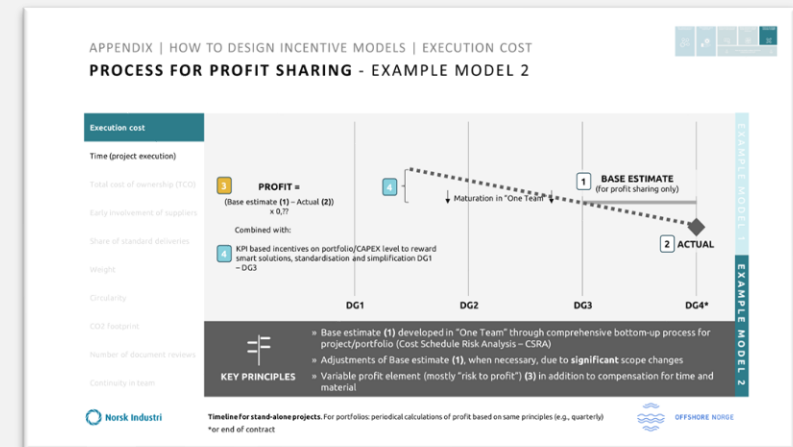 APPENDIX | HOW TO DESIGN INCENTIVE MODELS | EXECUTION COST
PROCESS FOR PROFIT SHARING - EXAMPLE MODEL 2
Execution cost
Time (project execution)
Total cost of ownership (TCO)
Early involvement of suppliers
Share of standard deliveries
Weight
Circularity
CO2 footprint
Number of document reviews
Continuity in team
3
PROFIT =
(Base estimate (1) – Actual (2))
x 0,??
Combined with:
4
KPI based incentives on portfolio/CAPEX level to reward
smart solutions, standardisation and simplification DG1
– DG3
4
Maturation in "One Team"
1
BASE ESTIMATE
(for profit sharing only)
2
ACTUAL
DG1
DG2
DG3
DG4*
EXAMPLE MODEL 1
EXAMPLE MODEL 2
KEY PRINCIPLES
» Base estimate (1) developed in "One Team" through comprehensive bottom-up process for
project/portfolio (Cost Schedule Risk Analysis – CSRA)
» Adjustments of Base estimate (1), when necessary, due to significant scope changes
» Variable profit element (mostly "risk to profit") (3) in addition to compensation for time and
material
Norsk Industri
Timeline for stand-alone projects. For portfolios: periodical calculations of profit based on same principles (e.g., quarterly)
*or end of contract
OFFSHORE NORGE